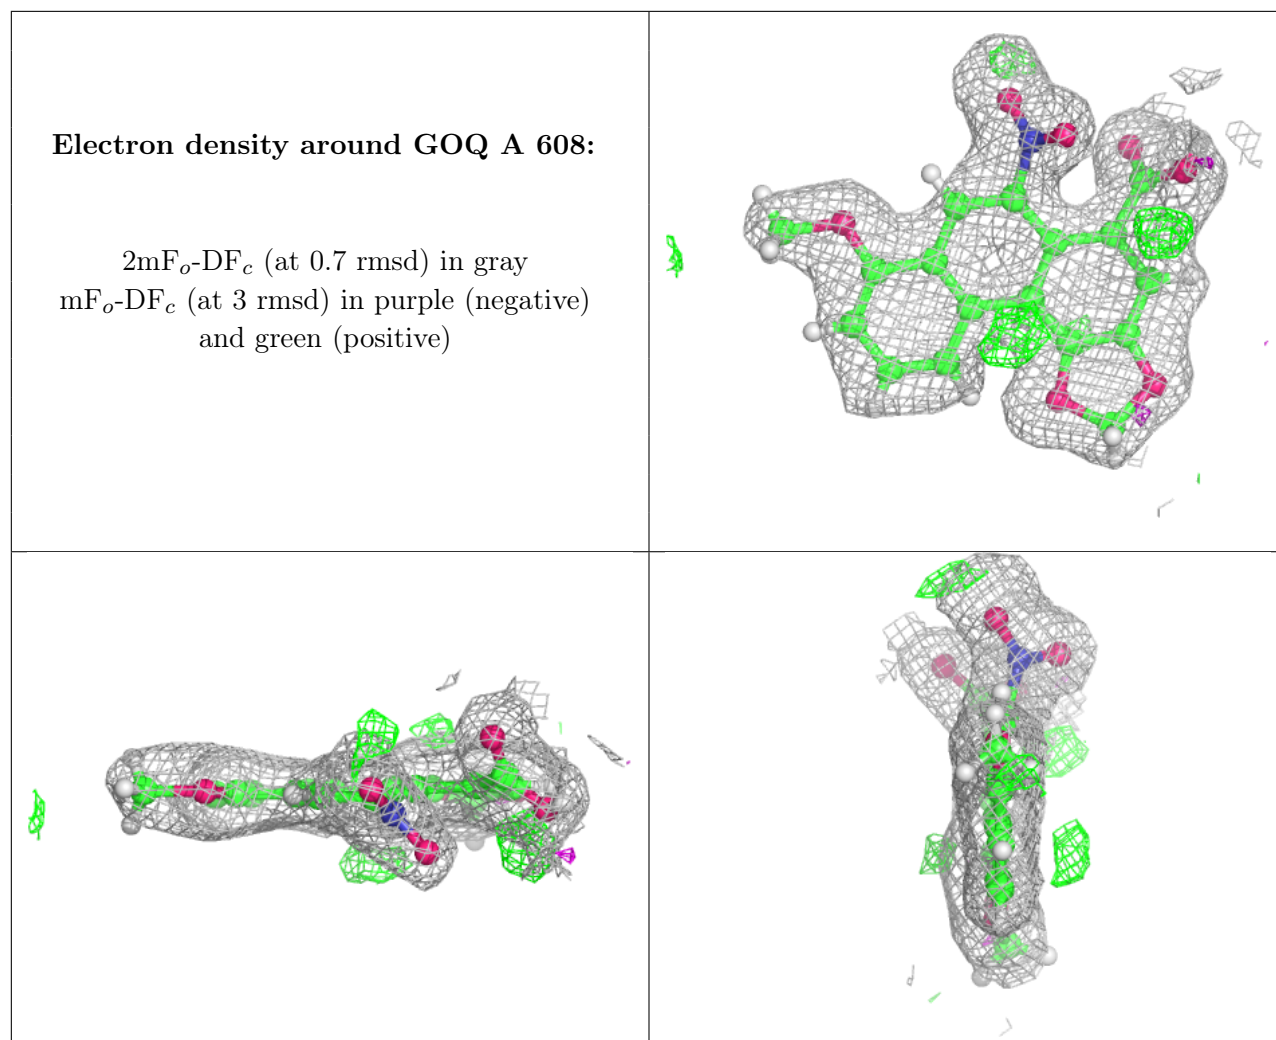 Electron density around GOQ A 608:
2mFo-DFc (at 0.7 rmsd) in gray
mFo-DFc (at 3 rmsd) in purple (negative)
and green (positive)